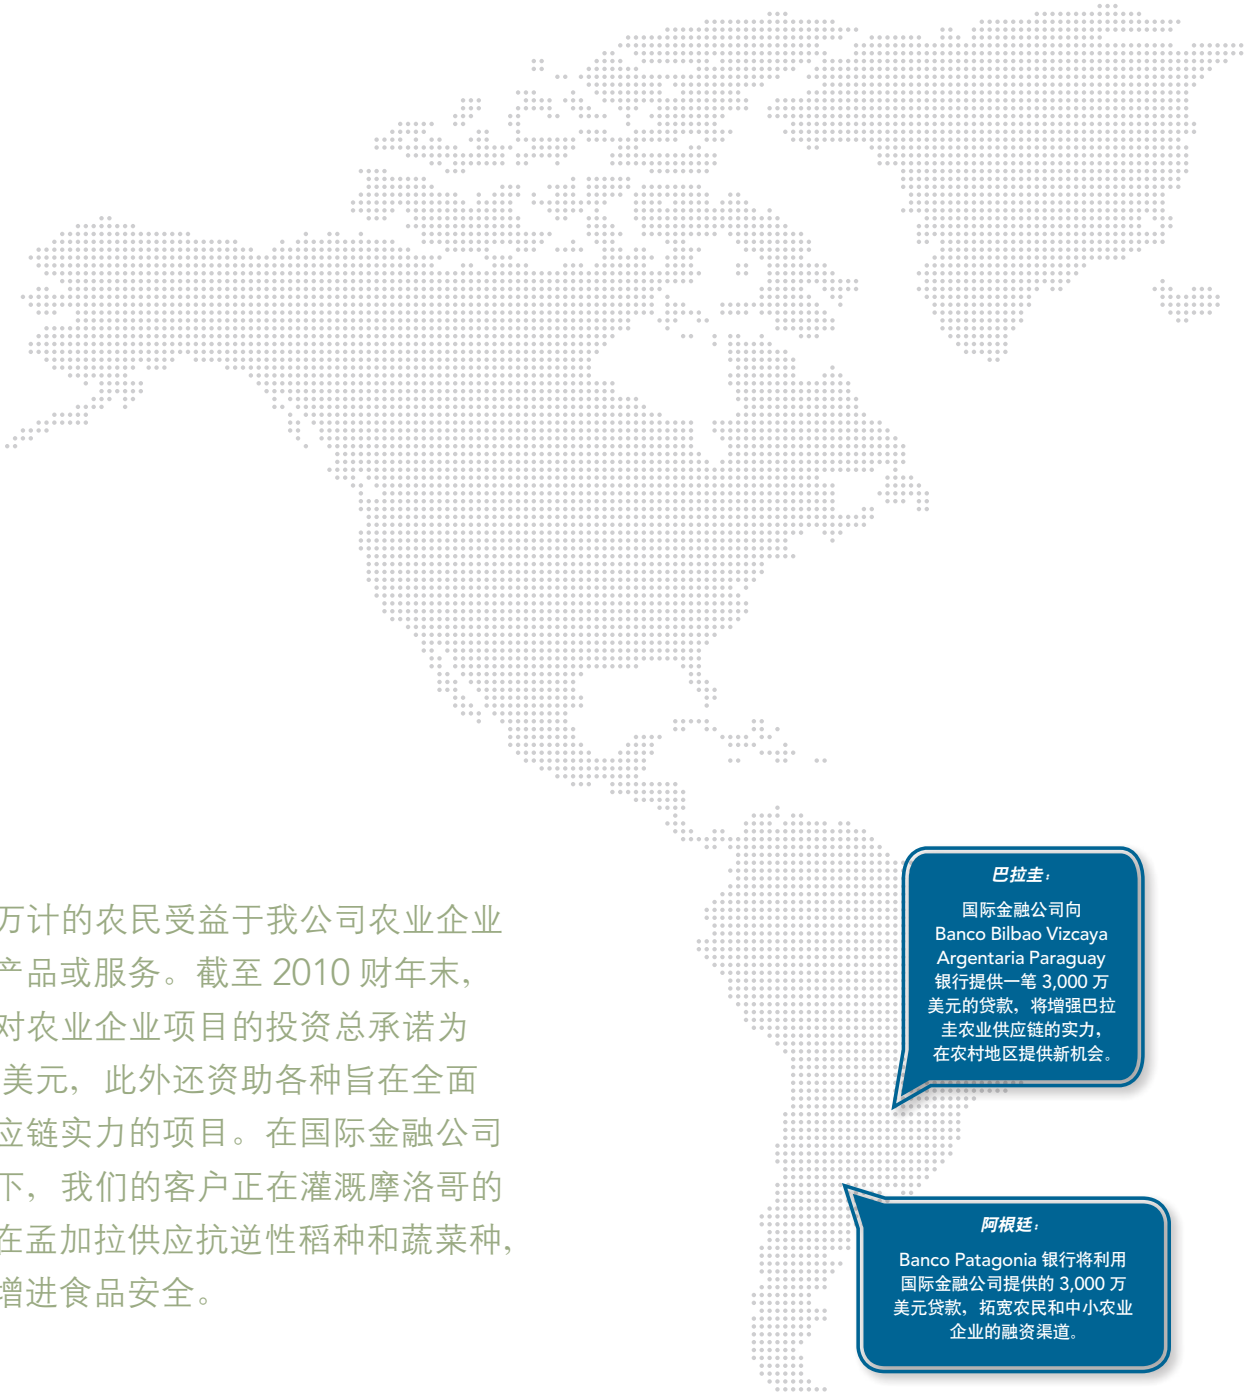 万计的农民受益于我公司农业企业
产品或服务。截至 2010 财年末，
对农业企业项目的投资总承诺为
美元，此外还资助各种旨在全面
应链实力的项目。在国际金融公司
下，我们的客户正在灌溉摩洛哥的
在孟加拉供应抗逆性稻种和蔬菜种，
增进食品安全。
巴拉圭：
国际金融公司向
Banco Bilbao Vizcaya
Argentaria Paraguay
银行提供一笔 3,000 万
美元的贷款，将增强巴拉
圭农业供应链的实力，
在农村地区提供新机会。
阿根廷：
Banco Patagonia 银行将利用
国际金融公司提供的 3,000 万
美元贷款，拓宽农民和中小农业
企业的融资渠道。